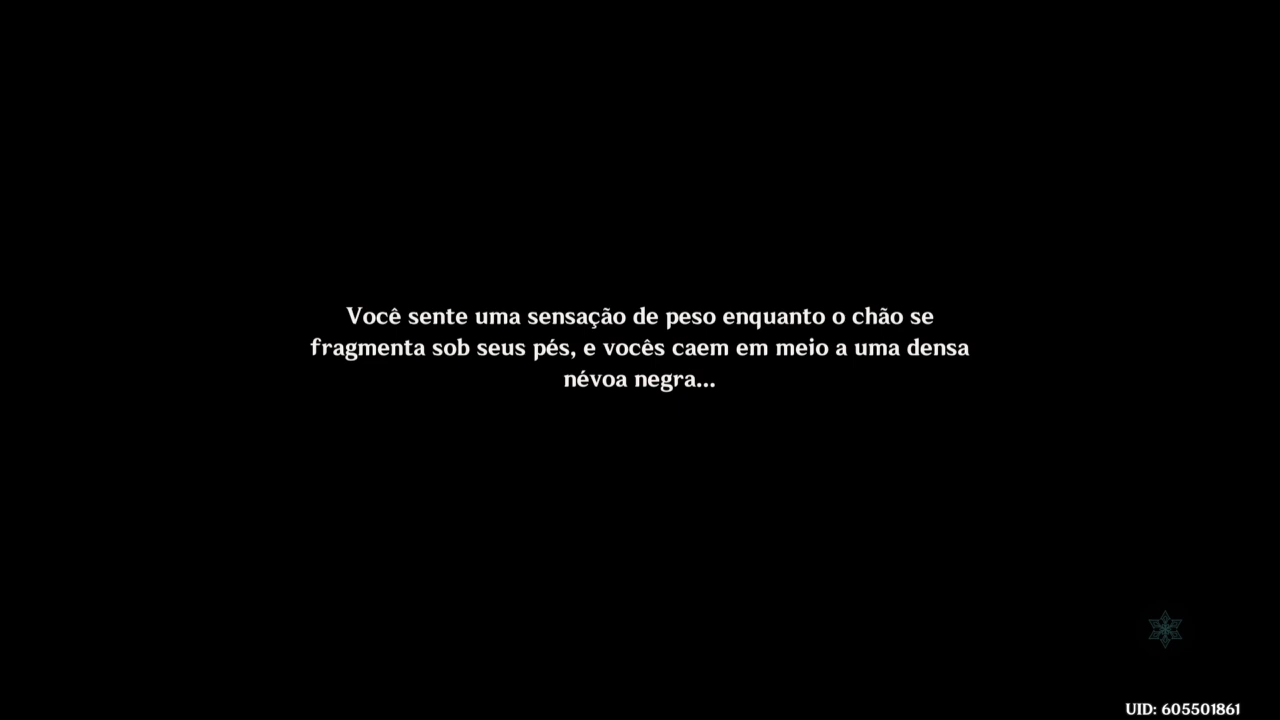 Você sente uma sensação de peso enquanto o chão se
fragmenta sob seus pés, e vocês caem em meio a uma densa
névoa negra...
UID: 605501861